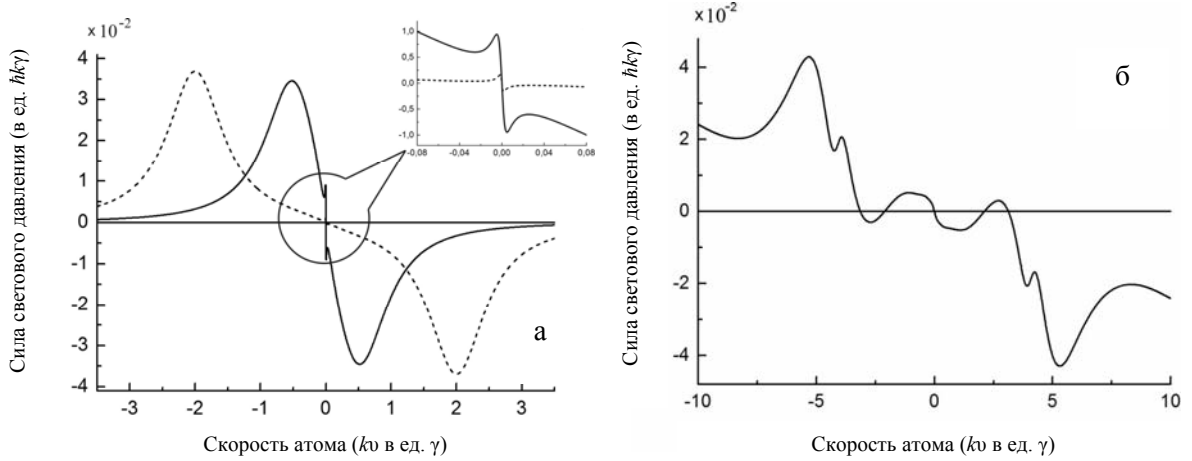 ×10⁻²
4
3
2
1
0
-1
-2
-3
-4
-3 -2 -1 0 1 2 3
Сила светового давления (в ед. ħkγ)
Скорость атома (kυ в ед. γ)
а
1,0
0,5
0,0
-0,5
-1,0
-0,08 -0,04 0,00 0,04 0,08
×10⁻²
4
2
0
-2
-4
-10 -5 0 5 10
Сила светового давления (в ед. ħkγ)
Скорость атома (kυ в ед. γ)
б